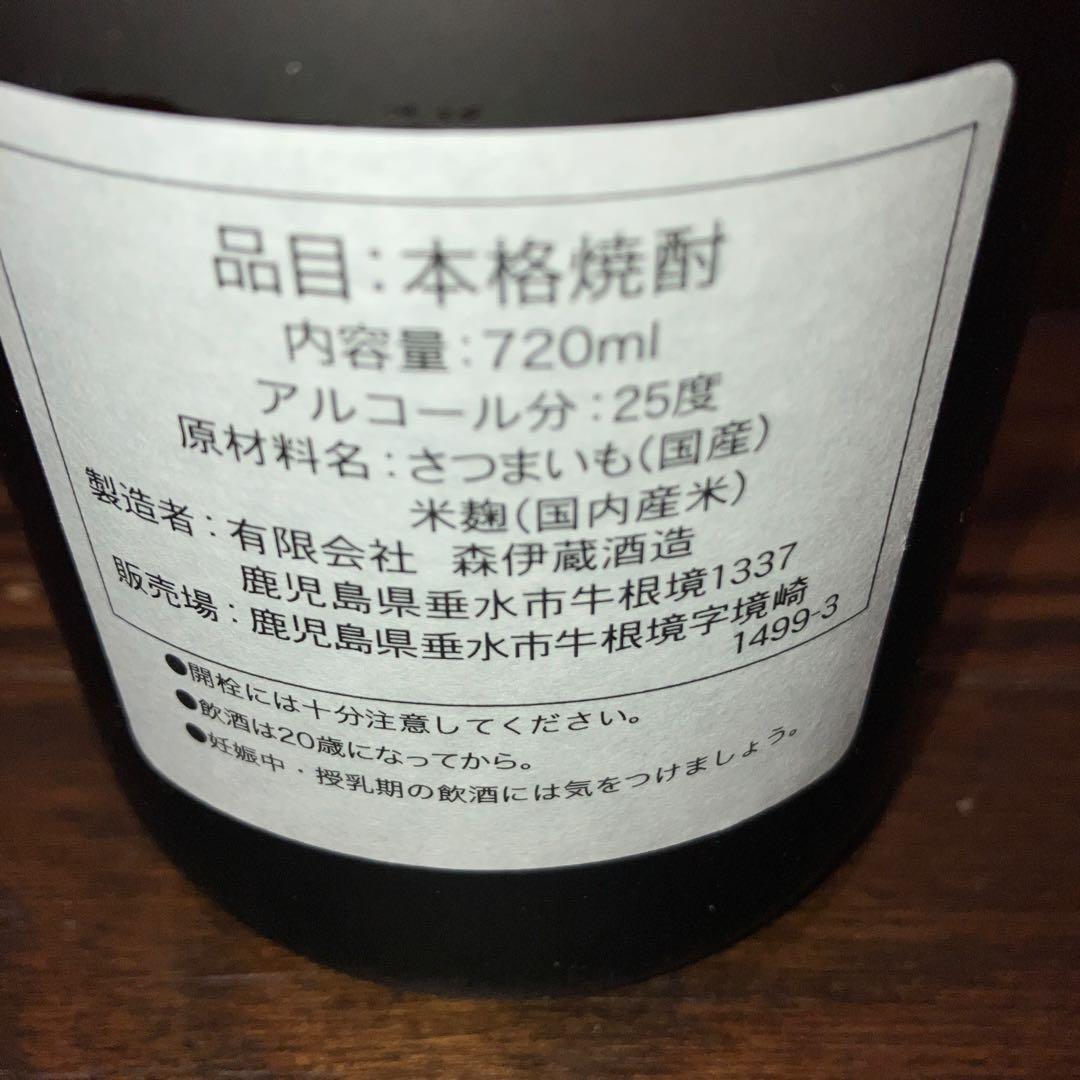 品目:本格焼酎
内容量:720ml
アルコール分:25度
原材料名:さつまいも(国産)
米麹(国内産米)
製造者:有限会社 森伊蔵酒造
鹿児島県垂水市牛根境1337
販売場:鹿児島県垂水市牛根境字境崎
1499-3
●開栓には十分注意してください。
●飲酒は20歳になってから。
●妊娠中・授乳期の飲酒には気をつけましょう。